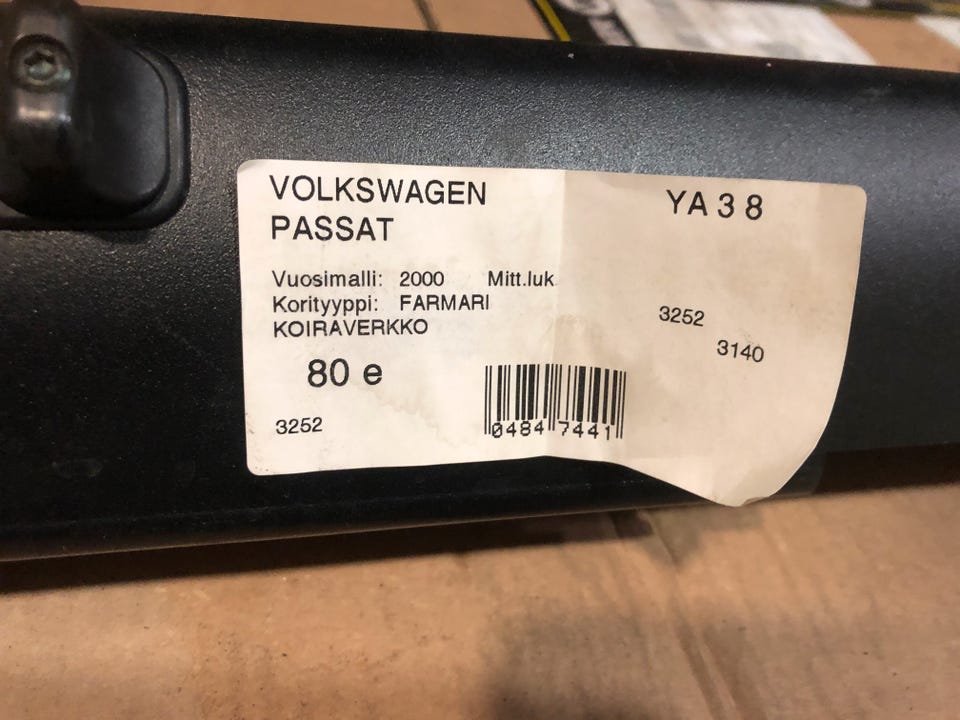 VOLKSWAGEN
PASSAT
YA 3 8
Vuosimalli: 2000 Mitt.luk
Korityyppi: FARMARI
KOIRAVERKKO
3252
3140
80 e
3252
0484 7441